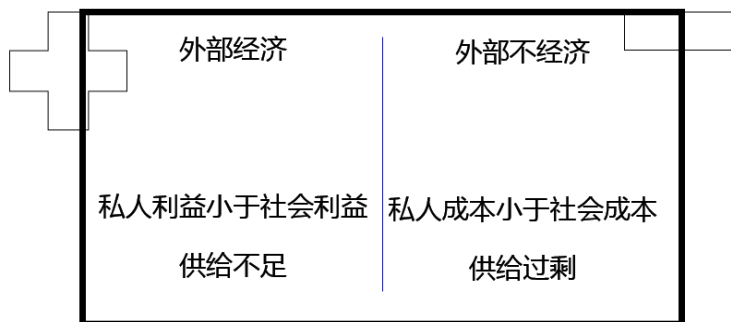 外部经济
私人利益小于社会利益
供给不足
外部不经济
私人成本小于社会成本
供给过剩